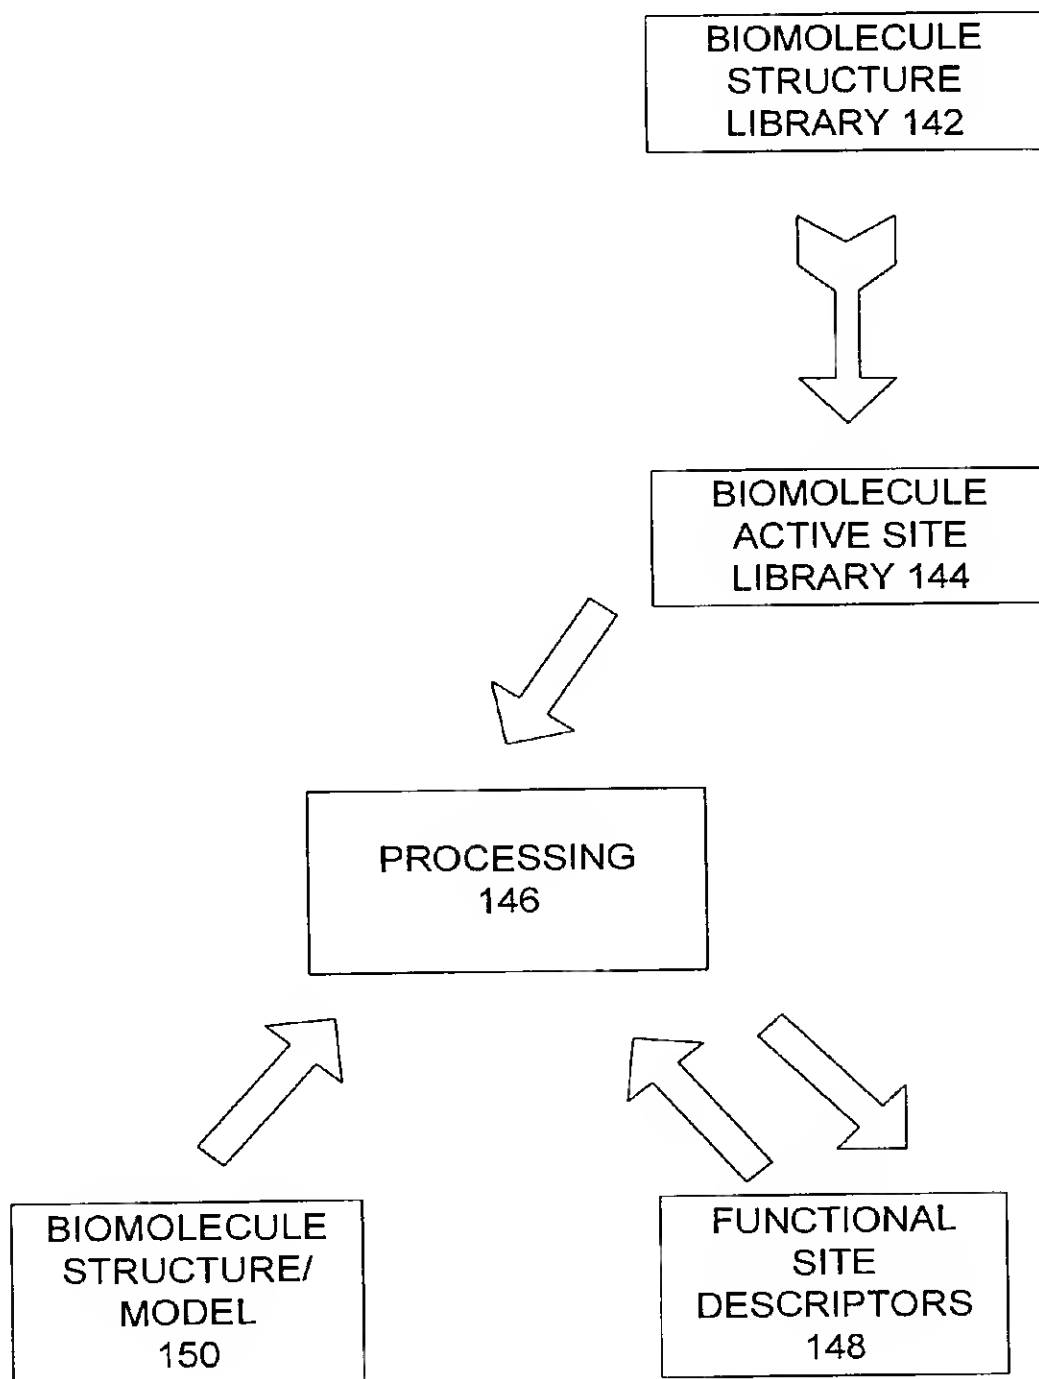 BIOMOLECULE
STRUCTURE
LIBRARY 142
BIOMOLECULE
ACTIVE SITE
LIBRARY 144
PROCESSING
146
BIOMOLECULE
STRUCTURE/
MODEL
150
FUNCTIONAL
SITE
DESCRIPTORS
148